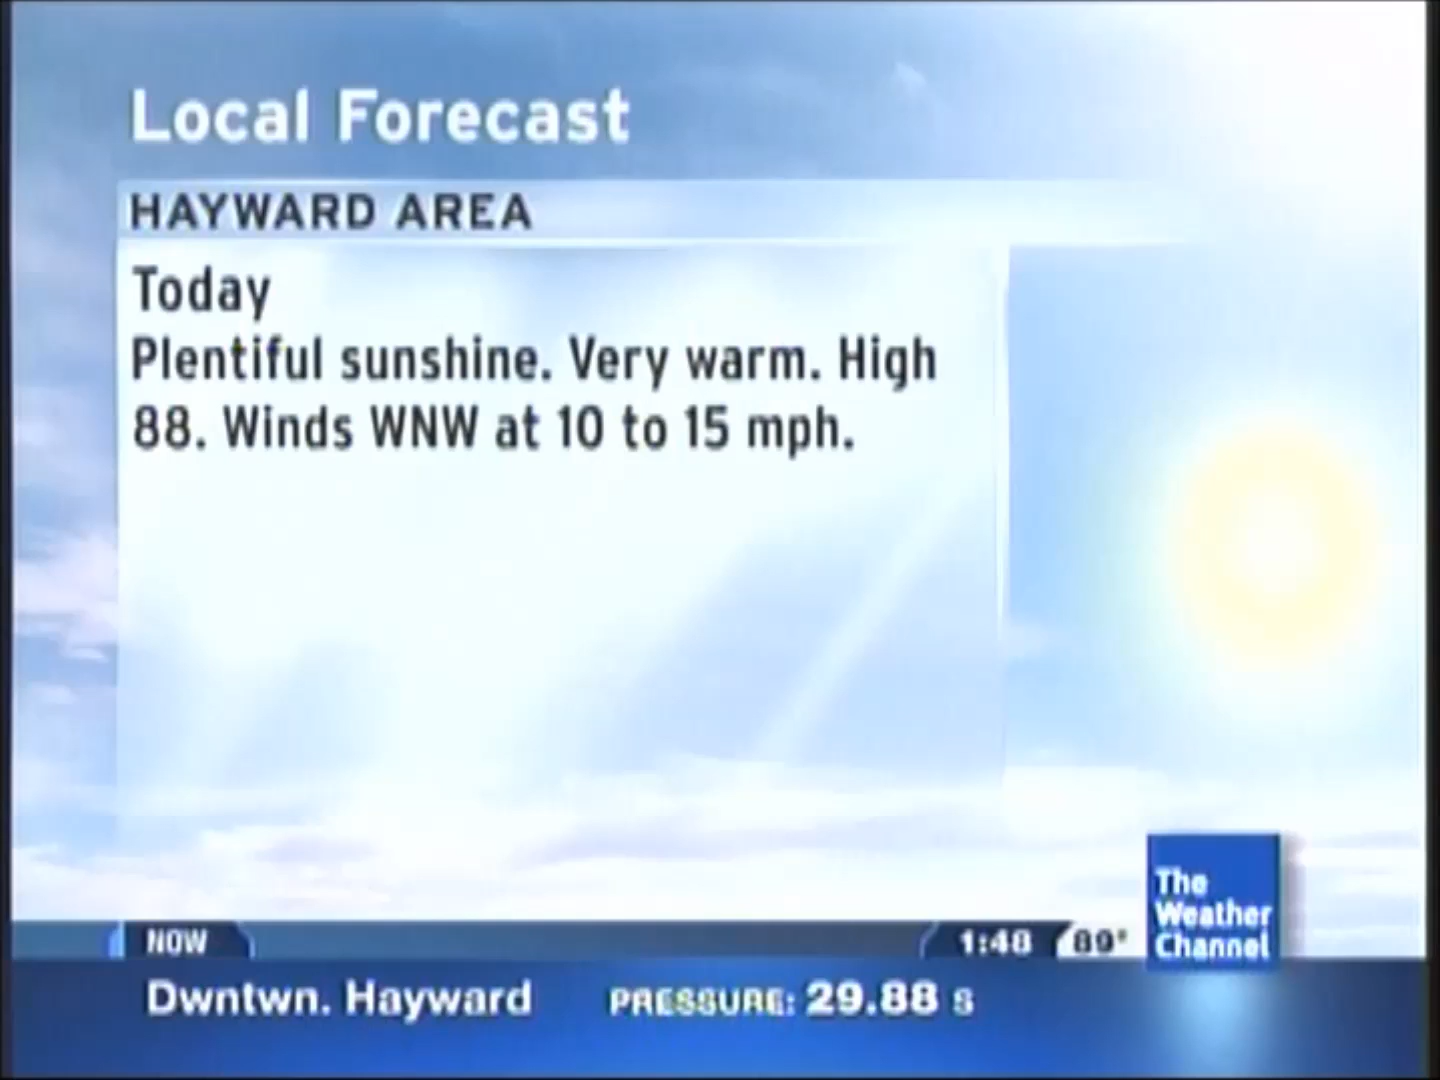 Local Forecast
HAYWARD AREA
Today
Plentiful sunshine. Very warm. High
88. Winds WNW at 10 to 15 mph.
The
Weather
Channel
NOW
1:48 89°
Dwntwn. Hayward PRESSURE: 29.88 S